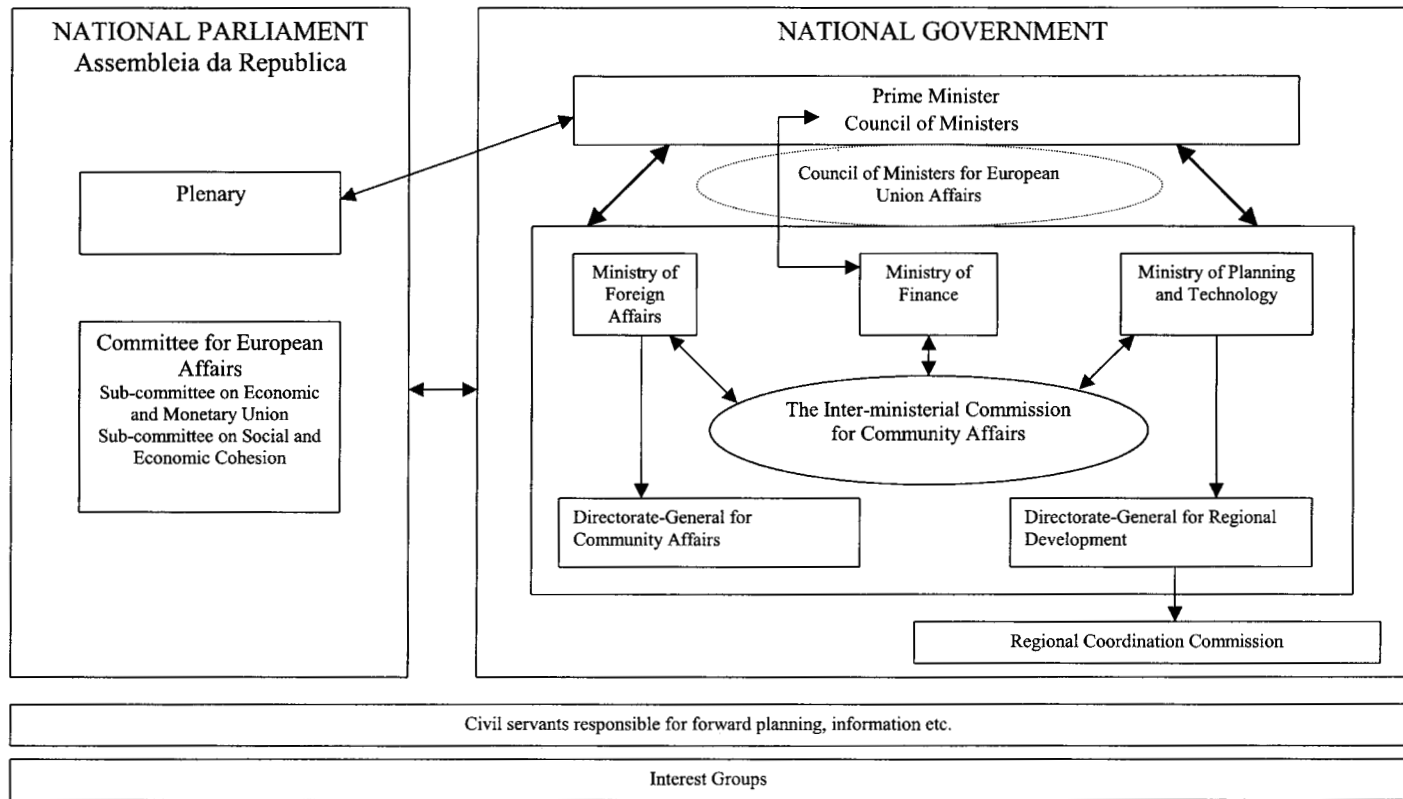 NATIONAL PARLIAMENT
Assembleia da Republica
Plenary
Committee for European
Affairs
Sub-committee on Economic
and Monetary Union
Sub-committee on Social and
Economic Cohesion
NATIONAL GOVERNMENT
Prime Minister
Council of Ministers
Council of Ministers for European
Union Affairs
Ministry of
Foreign
Affairs
Ministry of
Finance
Ministry of Planning
and Technology
The Inter-ministerial Commission
for Community Affairs
Directorate-General for
Community Affairs
Directorate-General for Regional
Development
Regional Coordination Commission
Civil servants responsible for forward planning, information etc.
Interest Groups